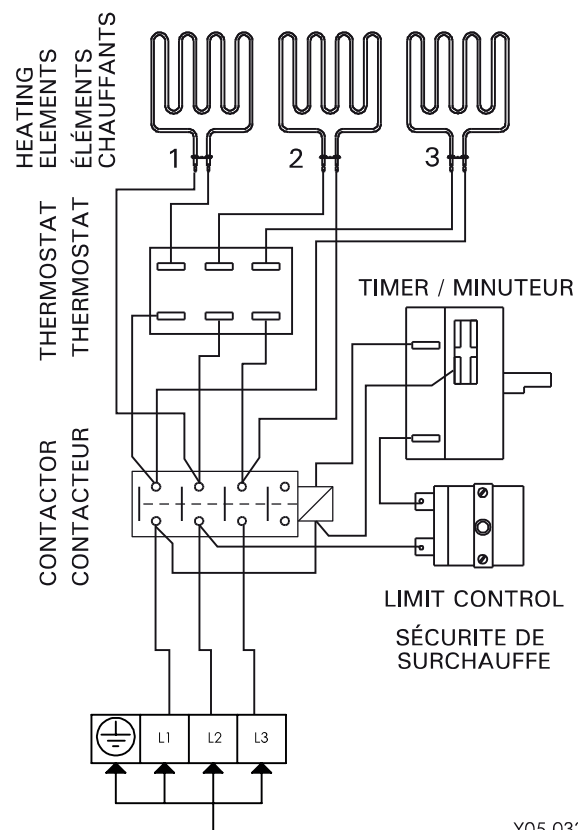 HEATING
ELEMENTS
ÉLÉMENTS
CHAUFFANTS
1
2
3
THERMOSTAT
THERMOSTAT
TIMER / MINUTEUR
CONTACTOR
CONTACTEUR
LIMIT CONTROL
SÉCURITE DE
SURCHAUFFE
L1
L2
L3